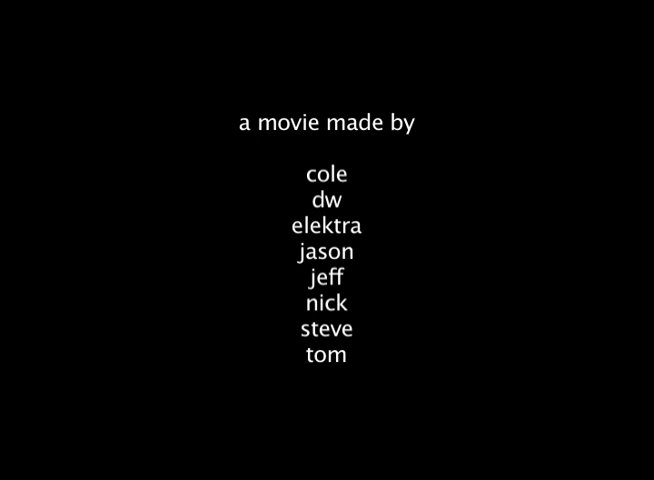 a movie made by
cole
dw
elektra
jason
jeff
nick
steve
tom